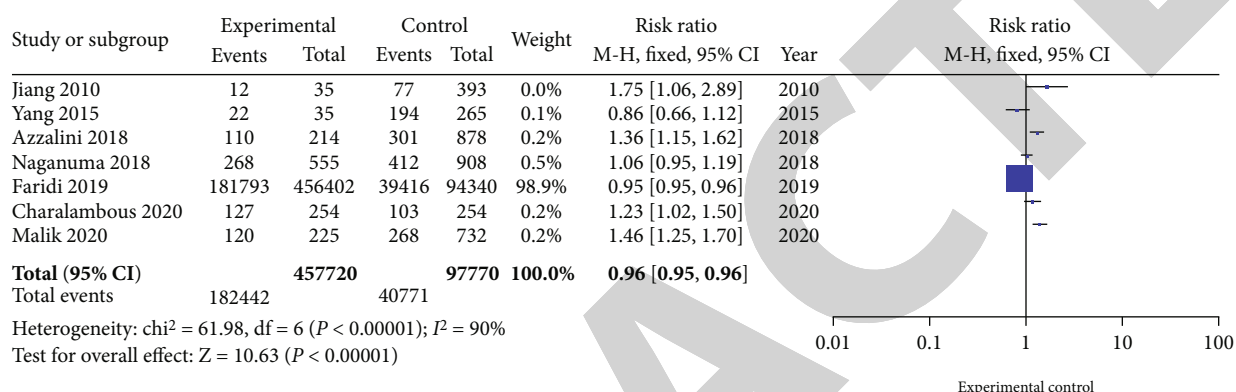 Study or subgroup Experimental Control Weight Risk ratio Year Risk ratio
Events Total Events Total M-H, fixed, 95% CI M-H, fixed, 95% CI
Jiang 2010 12 35 77 393 0.0% 1.75 [1.06, 2.89] 2010
Yang 2015 22 35 194 265 0.1% 0.86 [0.66, 1.12] 2015
Azzalini 2018 110 214 301 878 0.2% 1.36 [1.15, 1.62] 2018
Naganuma 2018 268 555 412 908 0.5% 1.06 [0.95, 1.19] 2018
Faridi 2019 181793 456402 39416 94340 98.9% 0.95 [0.95, 0.96] 2019
Charalambous 2020 127 254 103 254 0.2% 1.23 [1.02, 1.50] 2020
Malik 2020 120 225 268 732 0.2% 1.46 [1.25, 1.70] 2020
Total (95% CI) 457720 97770 100.0% 0.96 [0.95, 0.96]
Total events 182442 40771
Heterogeneity: chi² = 61.98, df = 6 (P < 0.00001); I² = 90%
Test for overall effect: Z = 10.63 (P < 0.00001)
0.01 0.1 1 10 100
Experimental control